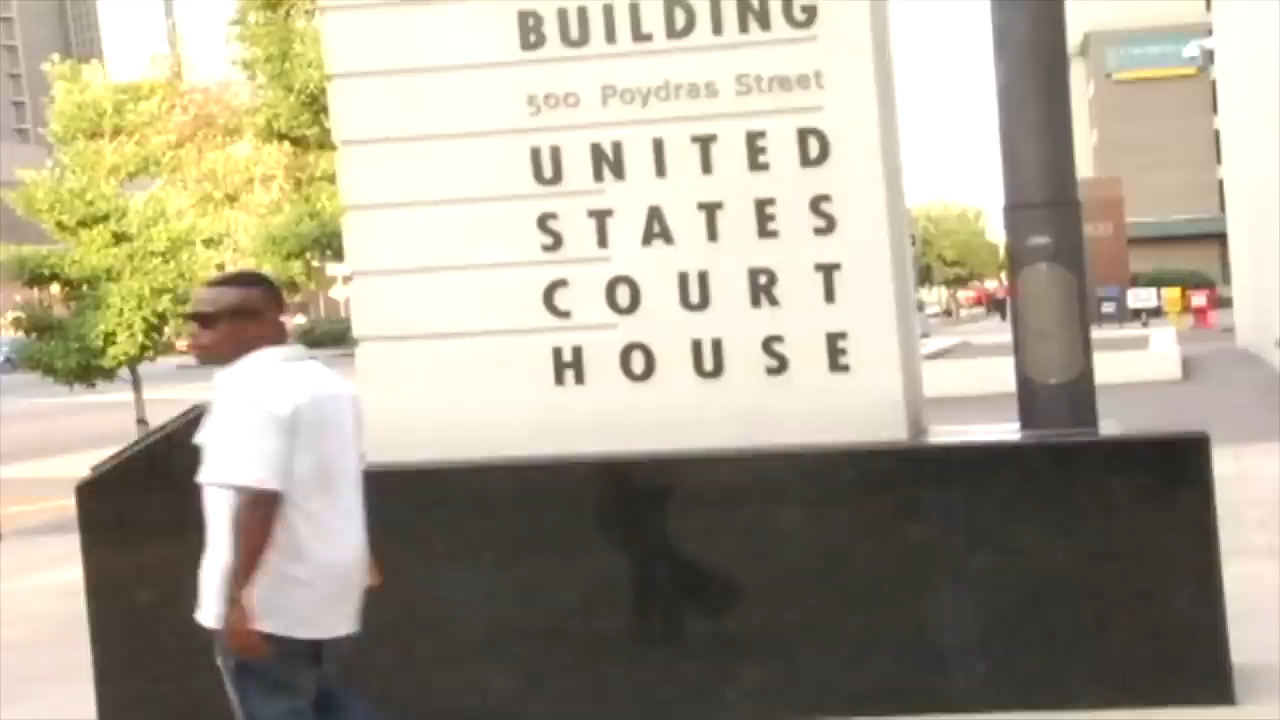 BUILDING
500 Poydras Street
UNITED
STATES
COURT
HOUSE